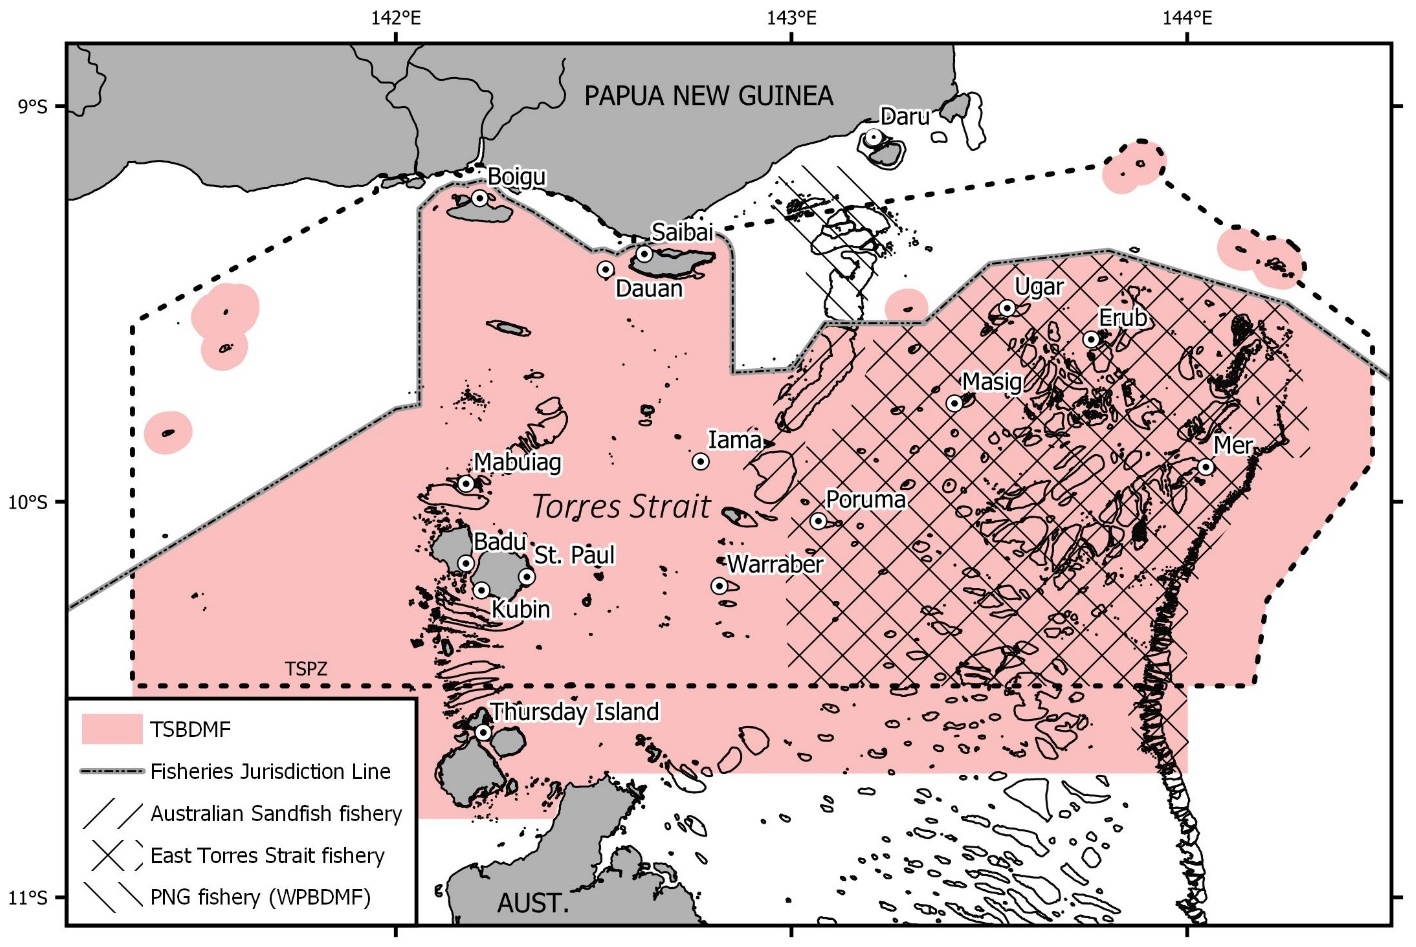 142°E
143°E
144°E
9°S
PAPUA NEW GUINEA
Daru
Boigu
Saibai
Dauan
Ugar
Erub
Masig
Iama
Mer
Mabuiag
10°S
Torres Strait
Poruma
Badu
St. Paul
Warraber
Kubin
TSPZ
Thursday Island
TSBDMF
Fisheries Jurisdiction Line
Australian Sandfish fishery
East Torres Strait fishery
PNG fishery (WPBDMF)
11°S
AUST.